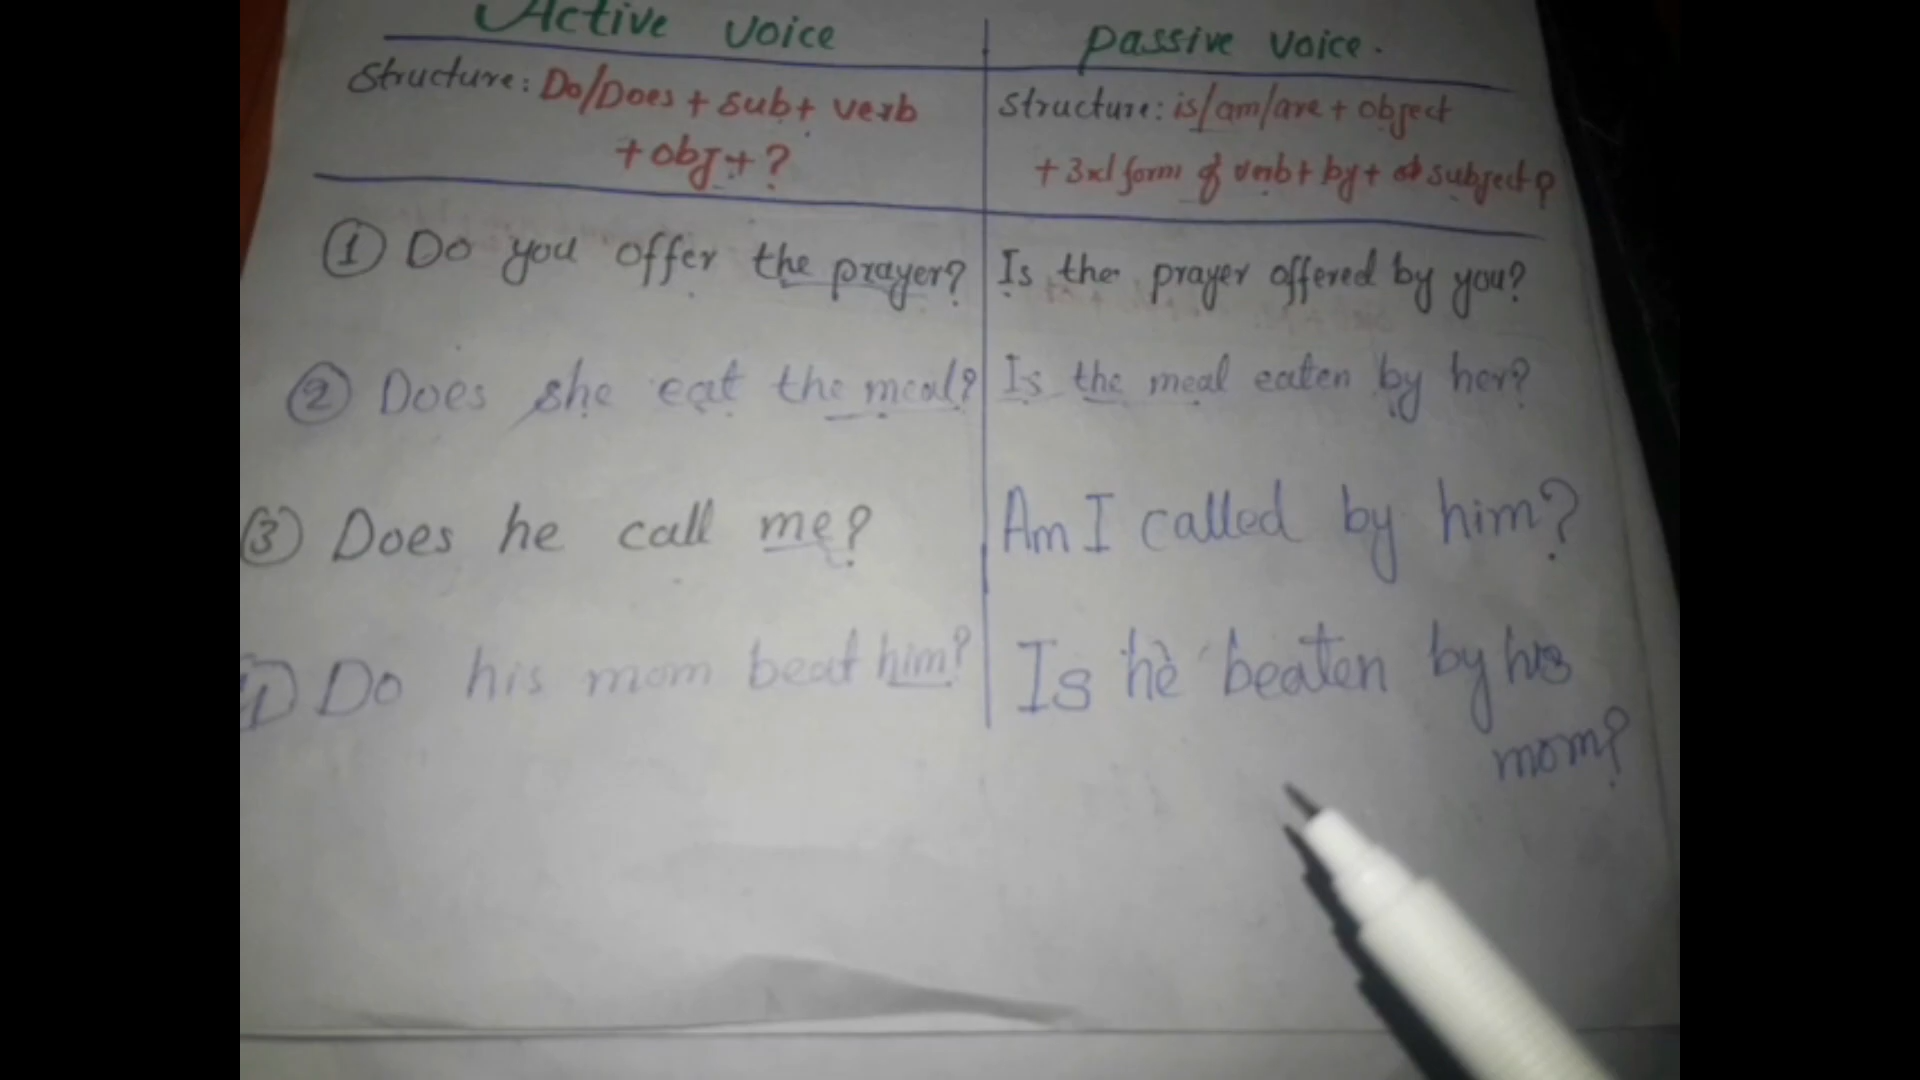 Active voice
passive voice.
Structure: Do/Does + sub + verb
+ obj + ?
Structure: is/am/are + object
+ 3rd form of verb + by + subject ?
① Do you offer the prayer?
Is the prayer offered by you?
② Does she eat the meal?
Is the meal eaten by her?
③ Does he call me?
Am I called by him?
④ Do his mom beat him?
Is he beaten by his
mom?